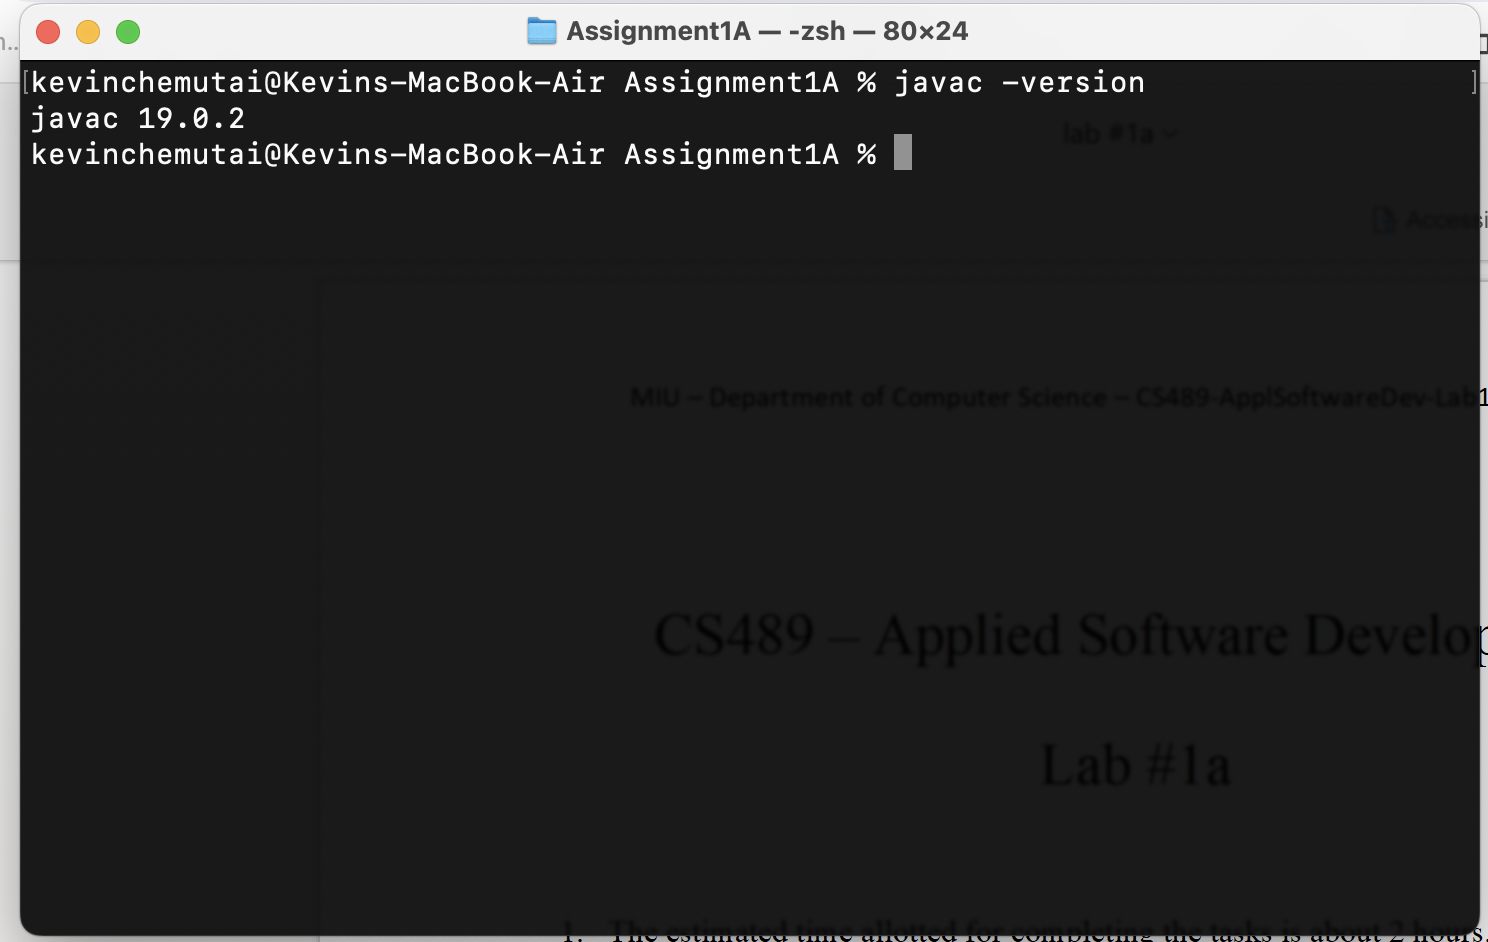 Assignment1A — -zsh — 80×24
kevinchemutai@Kevins-MacBook-Air Assignment1A % javac -version
javac 19.0.2
kevinchemutai@Kevins-MacBook-Air Assignment1A %
lab #1a
MIU – Department of Computer Science – CS489-ApplSoftwareDev-Lab1
CS489 – Applied Software Develop
Lab #1a
1. The estimated time allotted for completing the tasks is about 2 hours.